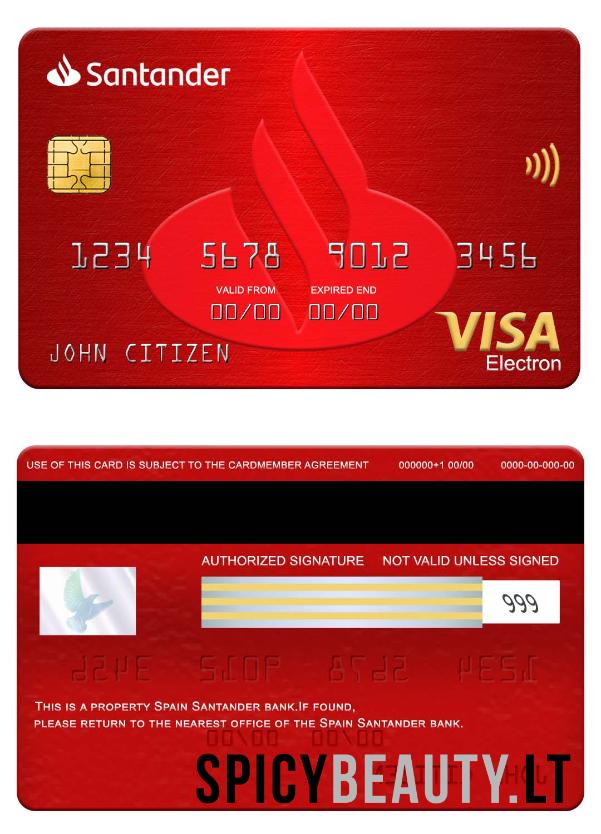 Santander
1234 5678 9012 3456
VALID FROM EXPIRED END
00/00 00/00
JOHN CITIZEN
VISA
Electron
USE OF THIS CARD IS SUBJECT TO THE CARDMEMBER AGREEMENT 000000+1 00/00 0000-00-000-00
AUTHORIZED SIGNATURE NOT VALID UNLESS SIGNED
999
THIS IS A PROPERTY SPAIN SANTANDER BANK.IF FOUND,
PLEASE RETURN TO THE NEAREST OFFICE OF THE SPAIN SANTANDER BANK.
SPICYBEAUTY.LT